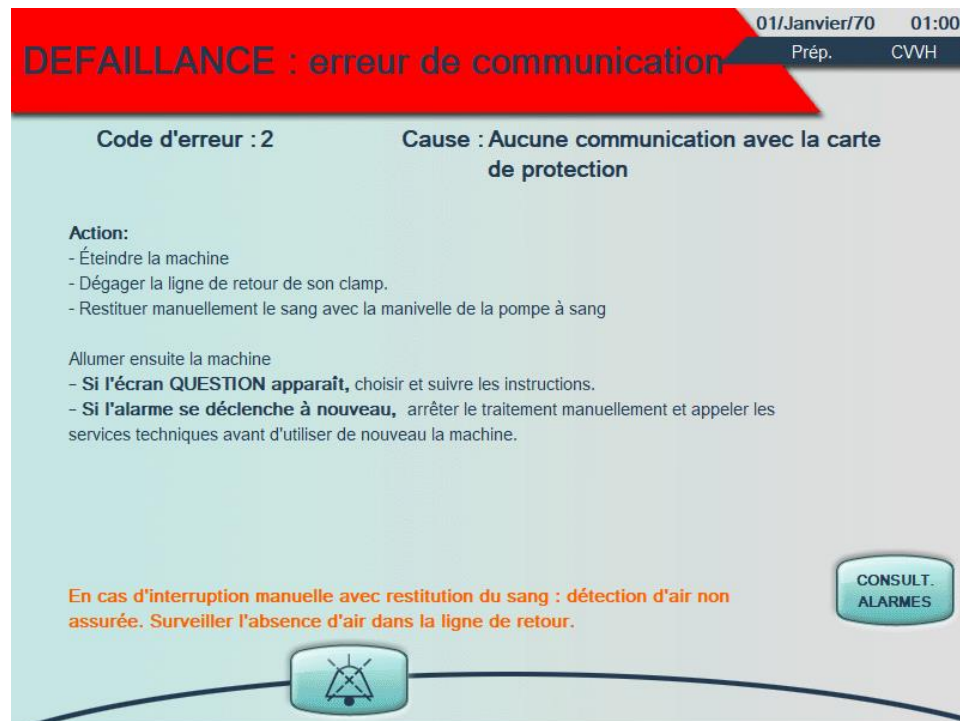 01/Janvier/70 01:00
DEFAILLANCE : erreur de communication
Prép. CVVH
Code d'erreur : 2
Cause : Aucune communication avec la carte
de protection
Action:
- Éteindre la machine
- Dégager la ligne de retour de son clamp.
- Restituer manuellement le sang avec la manivelle de la pompe à sang
Allumer ensuite la machine
– Si l'écran QUESTION apparaît, choisir et suivre les instructions.
– Si l'alarme se déclenche à nouveau, arrêter le traitement manuellement et appeler les
services techniques avant d'utiliser de nouveau la machine.
CONSULT.
ALARMES
En cas d'interruption manuelle avec restitution du sang : détection d'air non
assurée. Surveiller l'absence d'air dans la ligne de retour.